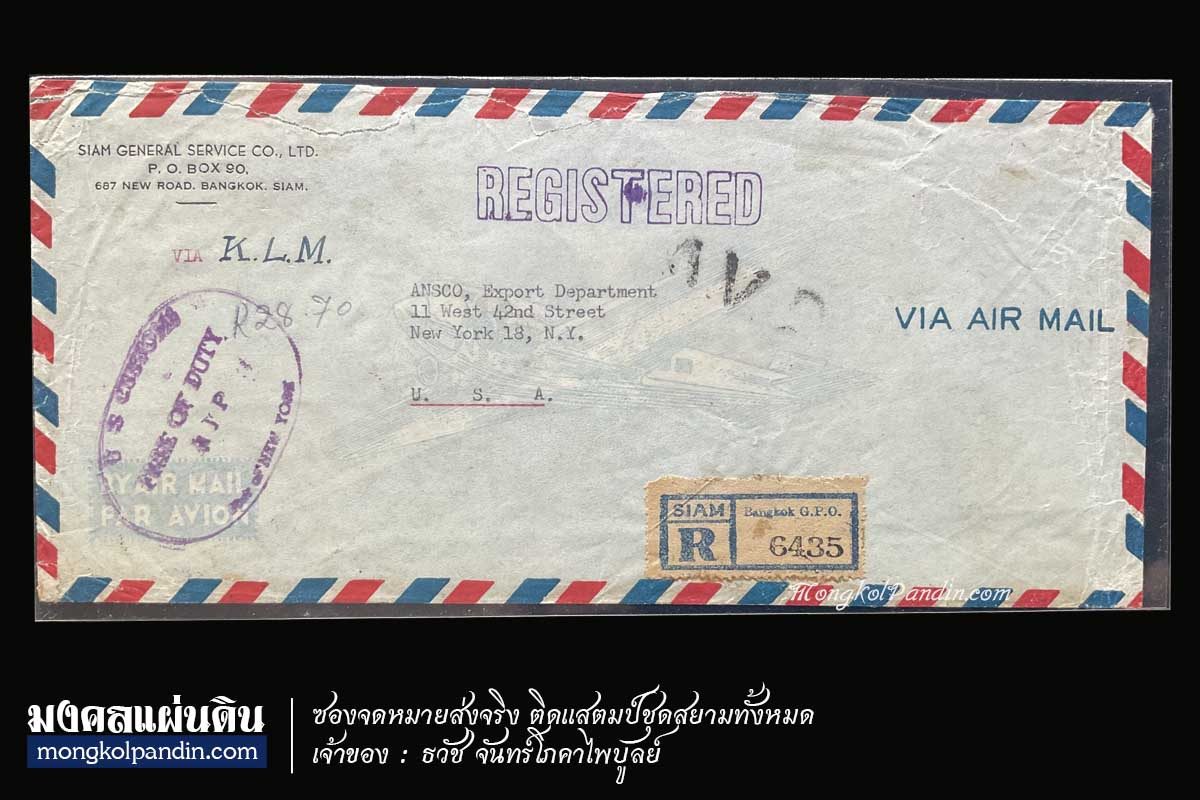 SIAM GENERAL SERVICE CO., LTD.
P. O. BOX 90,
687 NEW ROAD. BANGKOK. SIAM.
REGISTERED
VIA K.L.M.
R28.70
ANSCO, Export Department
11 West 42nd Street
New York 18, N.Y.
U. S. A.
VIA AIR MAIL
U S CUSTOMS
FREE OF DUTY
NEW YORK
BY AIR MAIL
PAR AVION
SIAM
R
Bangkok G.P.O.
6435
MongkolPandin.com
มงคลแผ่นดิน
mongkolpandin.com
ซองจดหมายส่งจริง ติดแสตมป์ชุดสยามทั้งหมด
เจ้าของ : ธวัช จันทร์โภคาไพบูลย์